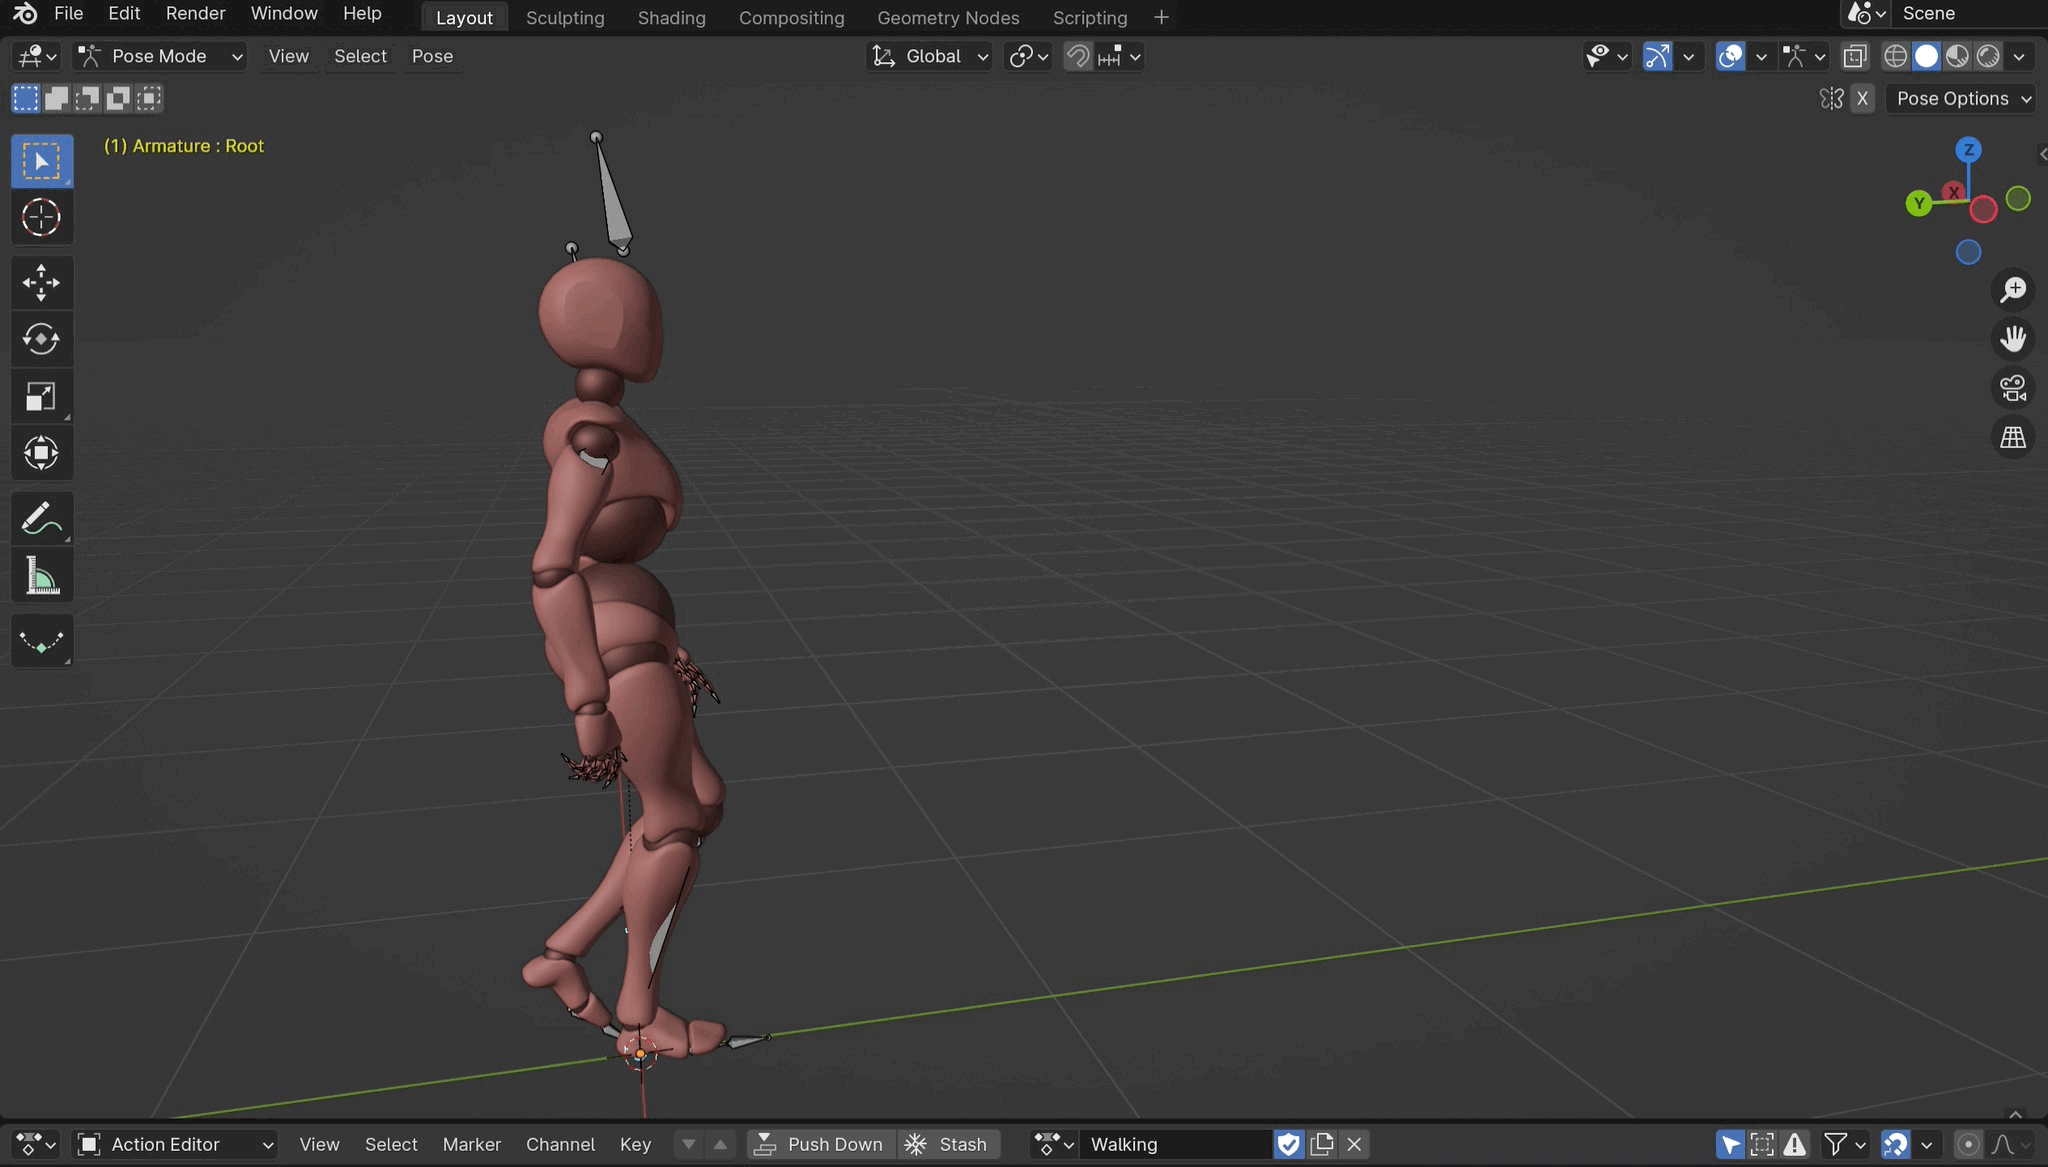 File Edit Render Window Help Layout Sculpting Shading Compositing Geometry Nodes Scripting + Scene
Pose Mode View Select Pose Global
X Pose Options
(1) Armature : Root
Z
X
Y
Action Editor View Select Marker Channel Key Push Down Stash Walking